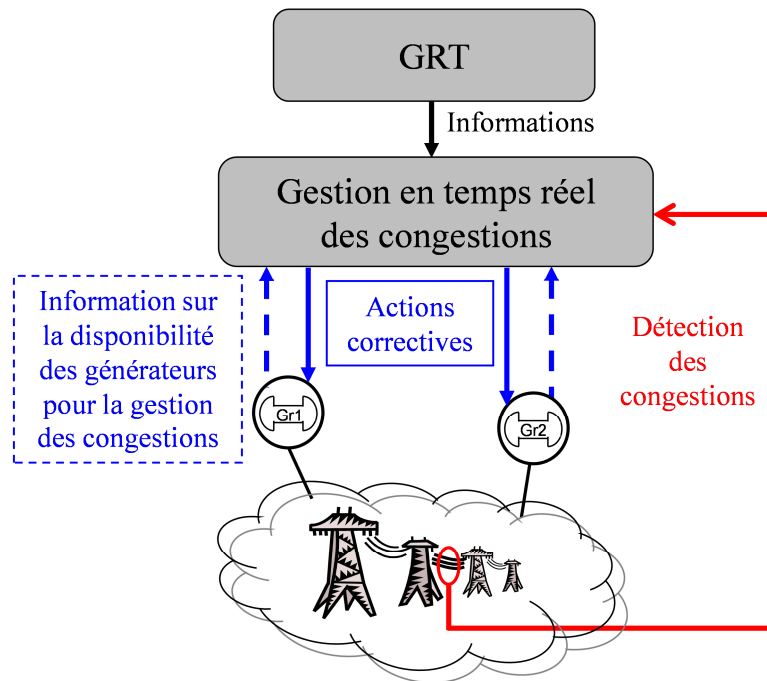 GRT
Informations
Gestion en temps réel
des congestions
Information sur
la disponibilité
des générateurs
pour la gestion
des congestions
Actions
correctives
Détection
des
congestions
Gr1
Gr2